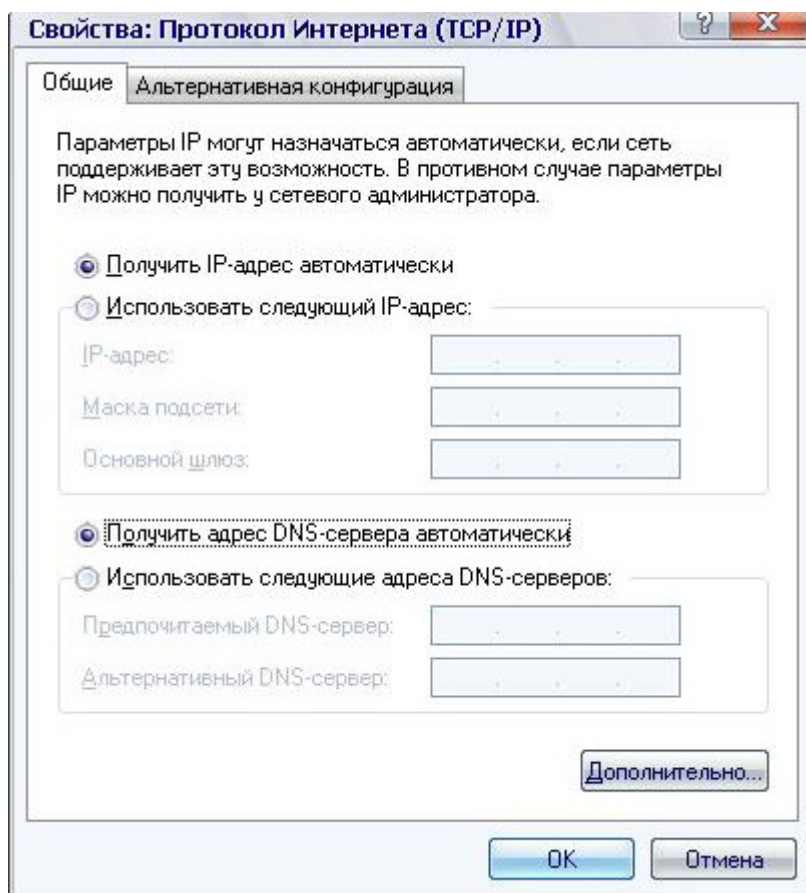 Свойства: Протокол Интернета (TCP/IP)
Общие
Альтернативная конфигурация
Параметры IP могут назначаться автоматически, если сеть
поддерживает эту возможность. В противном случае параметры
IP можно получить у сетевого администратора.
Получить IP-адрес автоматически
Использовать следующий IP-адрес:
IP-адрес:
Маска подсети:
Основной шлюз:
Получить адрес DNS-сервера автоматически
Использовать следующие адреса DNS-серверов:
Предпочитаемый DNS-сервер:
Альтернативный DNS-сервер:
Дополнительно...
OK
Отмена